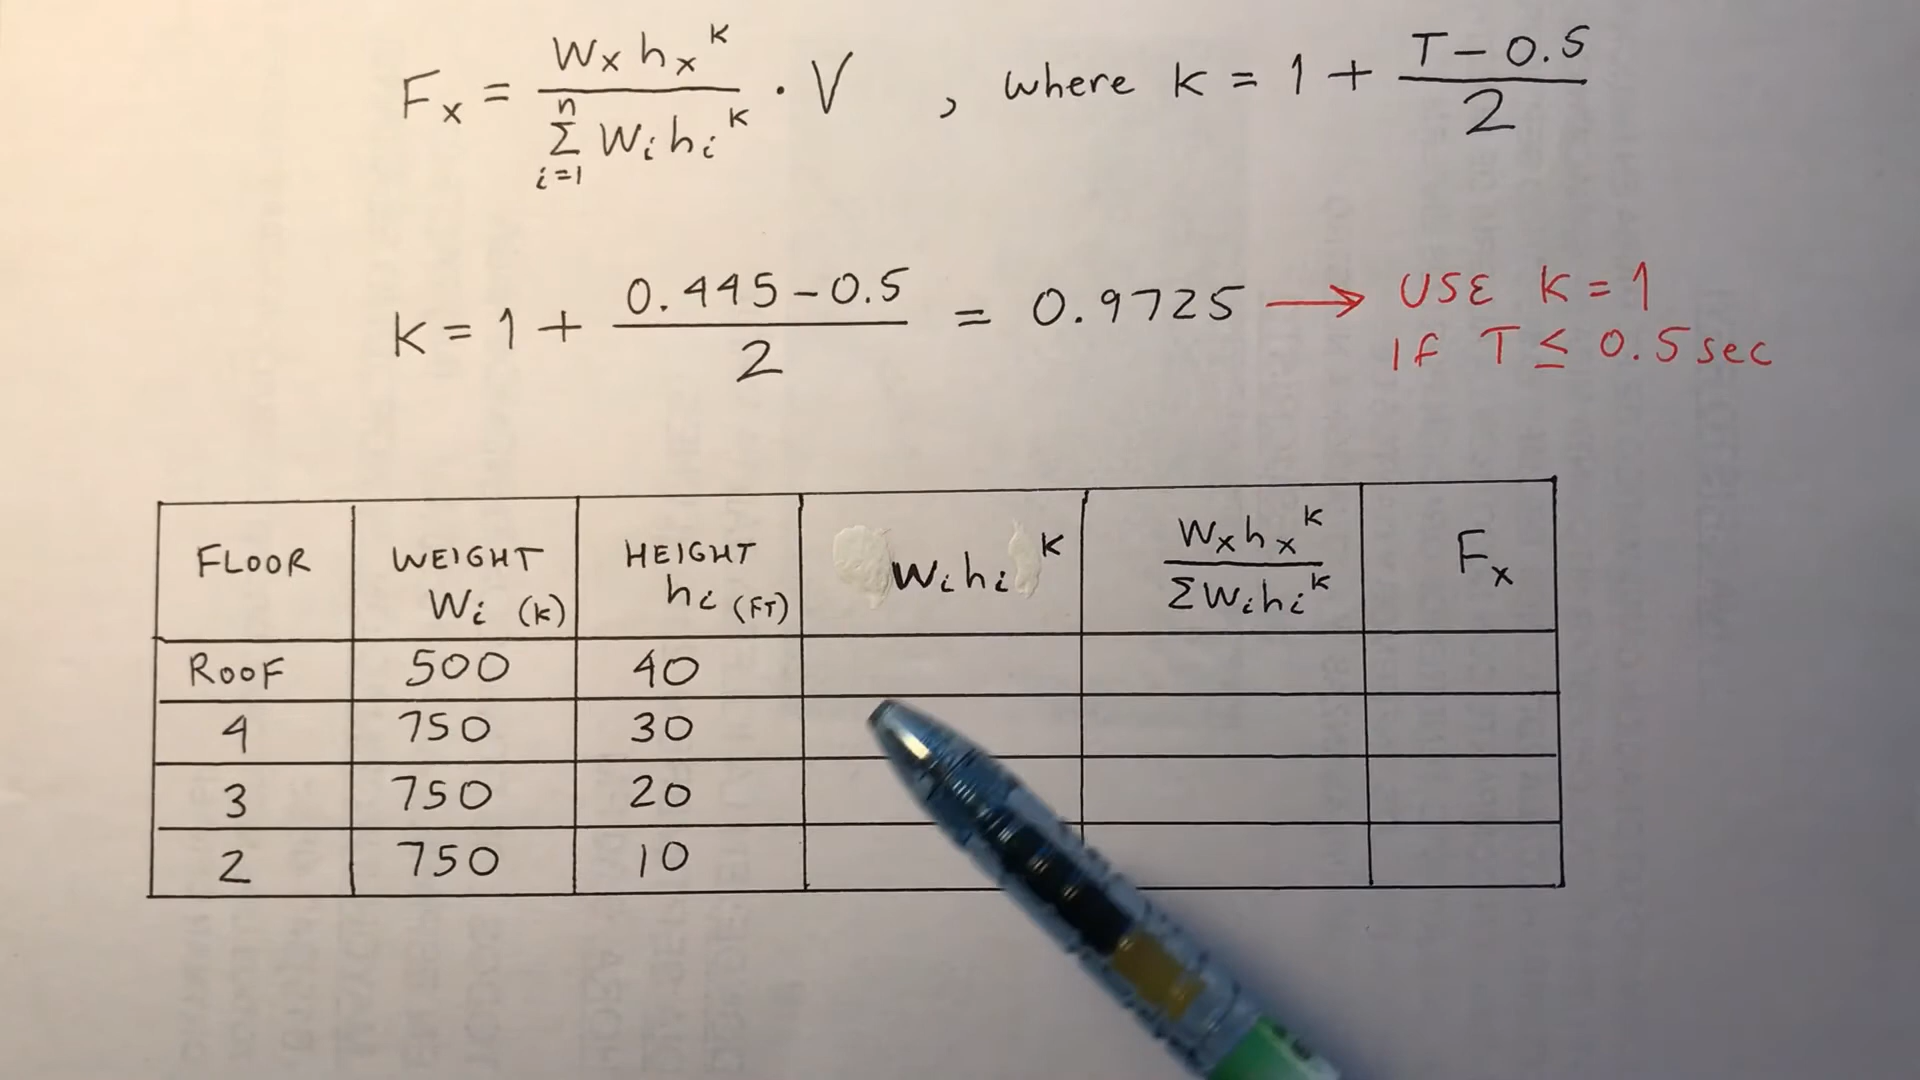 Fx = Wx hx^k / Σ(i=1 to n) Wi hi^k · V , where k = 1 + (T - 0.5) / 2
k = 1 + (0.445 - 0.5) / 2 = 0.9725 → USE K = 1
IF T ≤ 0.5 sec
FLOOR WEIGHT Wi (K) HEIGHT hi (FT) Wi hi^K Wx hx^K / Σ Wi hi^K Fx
ROOF 500 40
4 750 30
3 750 20
2 750 10